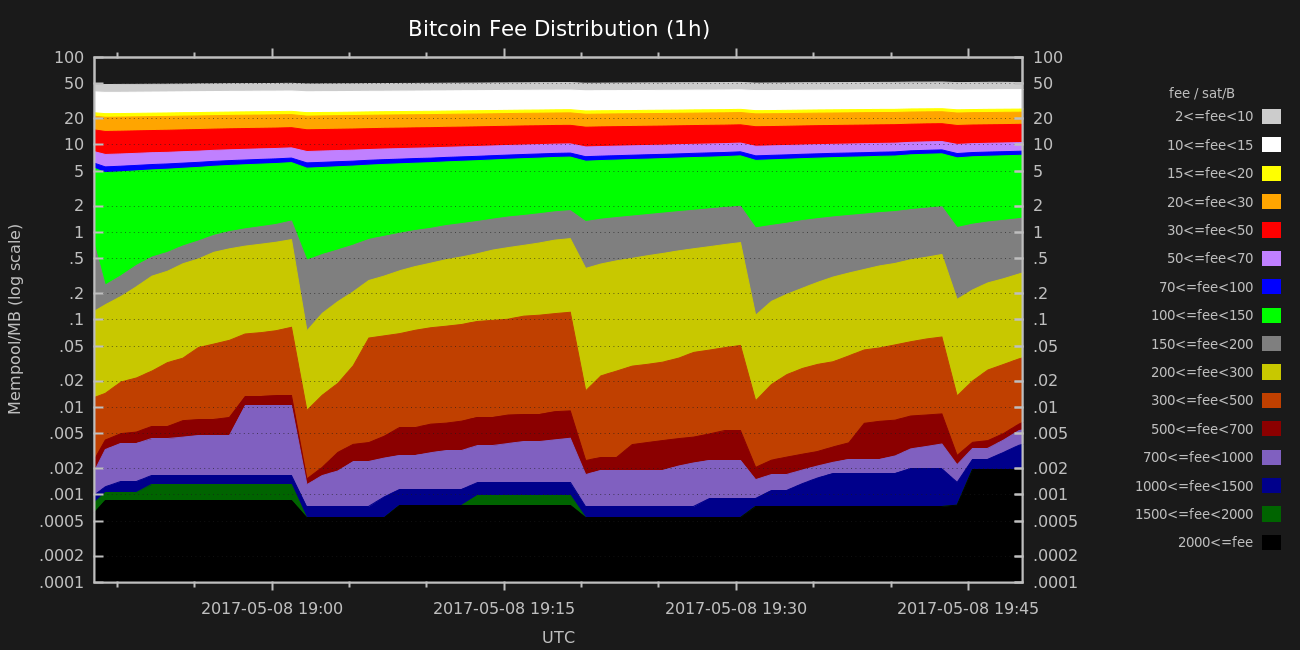 Bitcoin Fee Distribution (1h)
100
50
20
10
5
2
1
.5
.2
.1
.05
.02
.01
.005
.002
.001
.0005
.0002
.0001
Mempool/MB (log scale)
100
50
20
10
5
2
1
.5
.2
.1
.05
.02
.01
.005
.002
.001
.0005
.0002
.0001
2017-05-08 19:00
2017-05-08 19:15
2017-05-08 19:30
2017-05-08 19:45
UTC
fee / sat/B
2<=fee<10
10<=fee<15
15<=fee<20
20<=fee<30
30<=fee<50
50<=fee<70
70<=fee<100
100<=fee<150
150<=fee<200
200<=fee<300
300<=fee<500
500<=fee<700
700<=fee<1000
1000<=fee<1500
1500<=fee<2000
2000<=fee